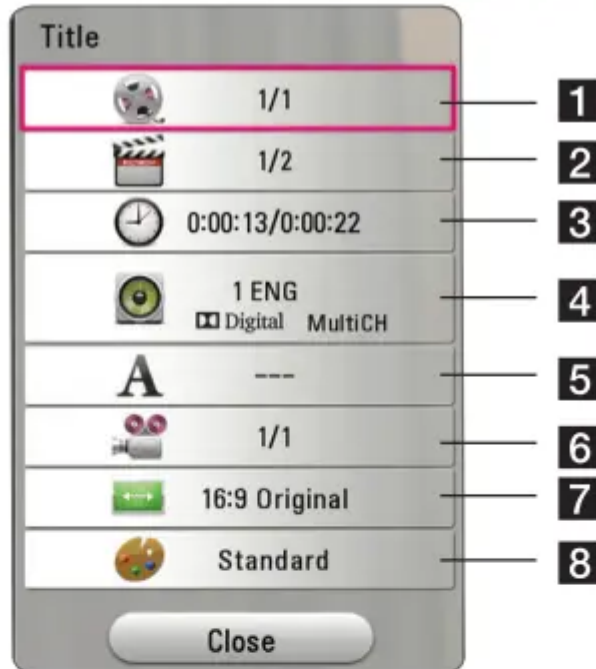 Title
1/1 1
1/2 2
0:00:13/0:00:22 3
1 ENG 4
Digital MultiCH
A --- 5
1/1 6
16:9 Original 7
Standard 8
Close